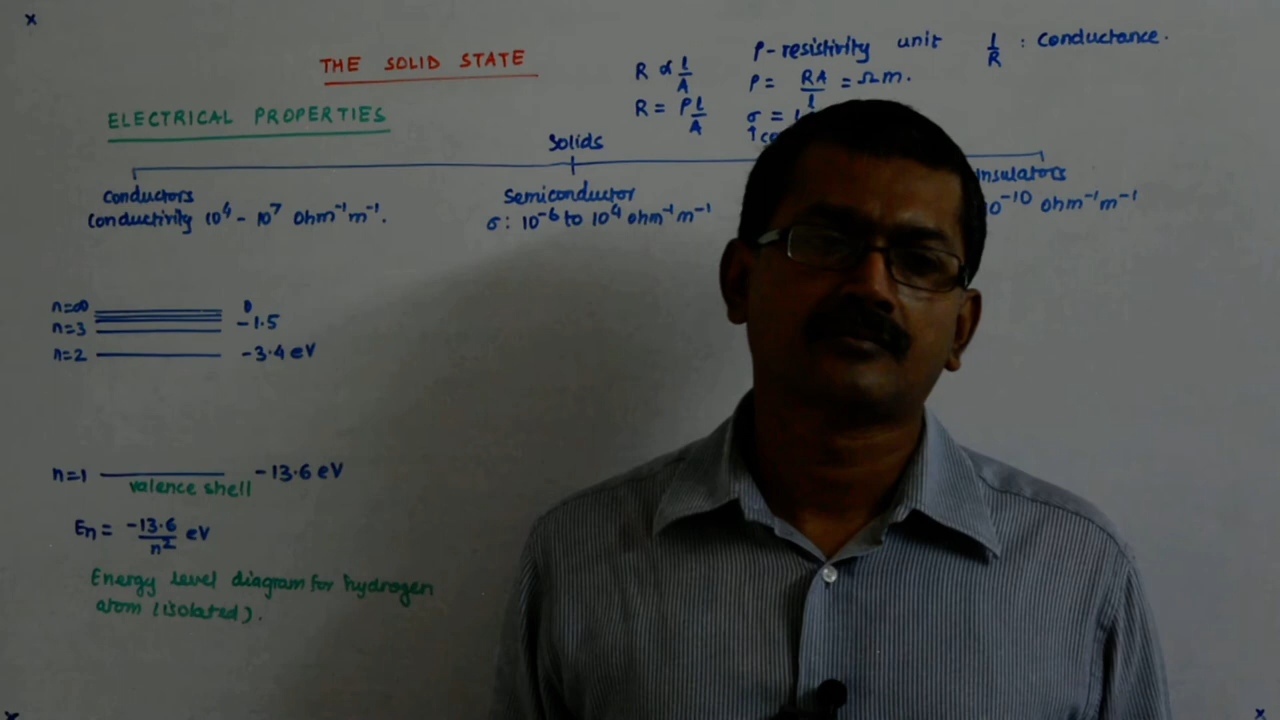 THE SOLID STATE
ELECTRICAL PROPERTIES
R ∝ l/A
R = ρl/A
ρ-resistivity unit
ρ = RA/l = Ωm.
σ =
1/R : Conductance.
Solids
Conductors
Conductivity 10⁴ - 10⁷ ohm⁻¹m⁻¹.
Semiconductor
σ: 10⁻⁶ to 10⁴ ohm⁻¹m⁻¹
Insulators
⁻¹⁰ ohm⁻¹m⁻¹
n=∞ 0
n=3 -1.5
n=2 -3.4 eV
n=1 -13.6 eV
valence shell
En = -13.6/n² eV
Energy level diagram for hydrogen
atom (isolated).